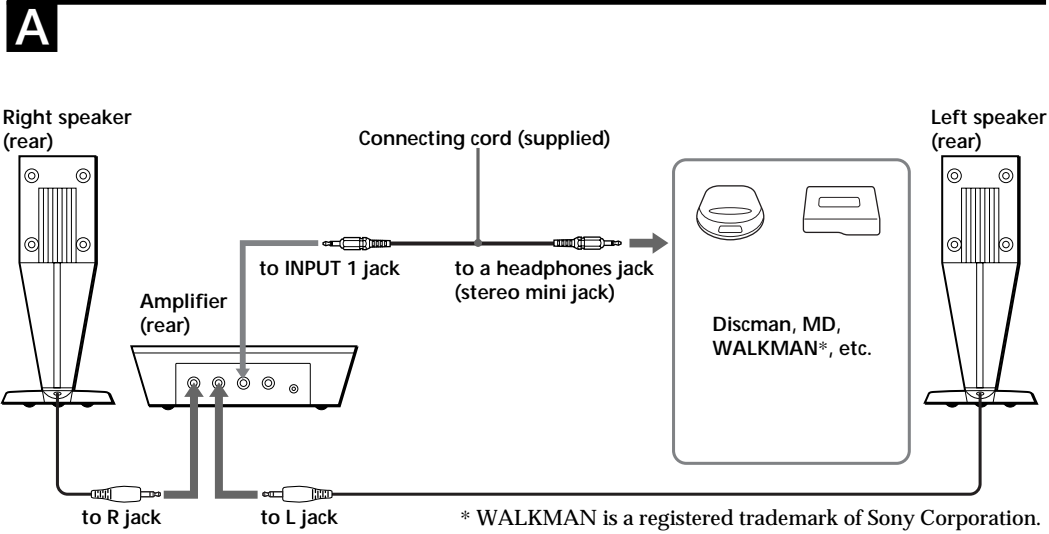 A
Right speaker
(rear)
Connecting cord (supplied)
Left speaker
(rear)
to INPUT 1 jack
to a headphones jack
(stereo mini jack)
Amplifier
(rear)
Discman, MD,
WALKMAN*, etc.
to R jack
to L jack
* WALKMAN is a registered trademark of Sony Corporation.